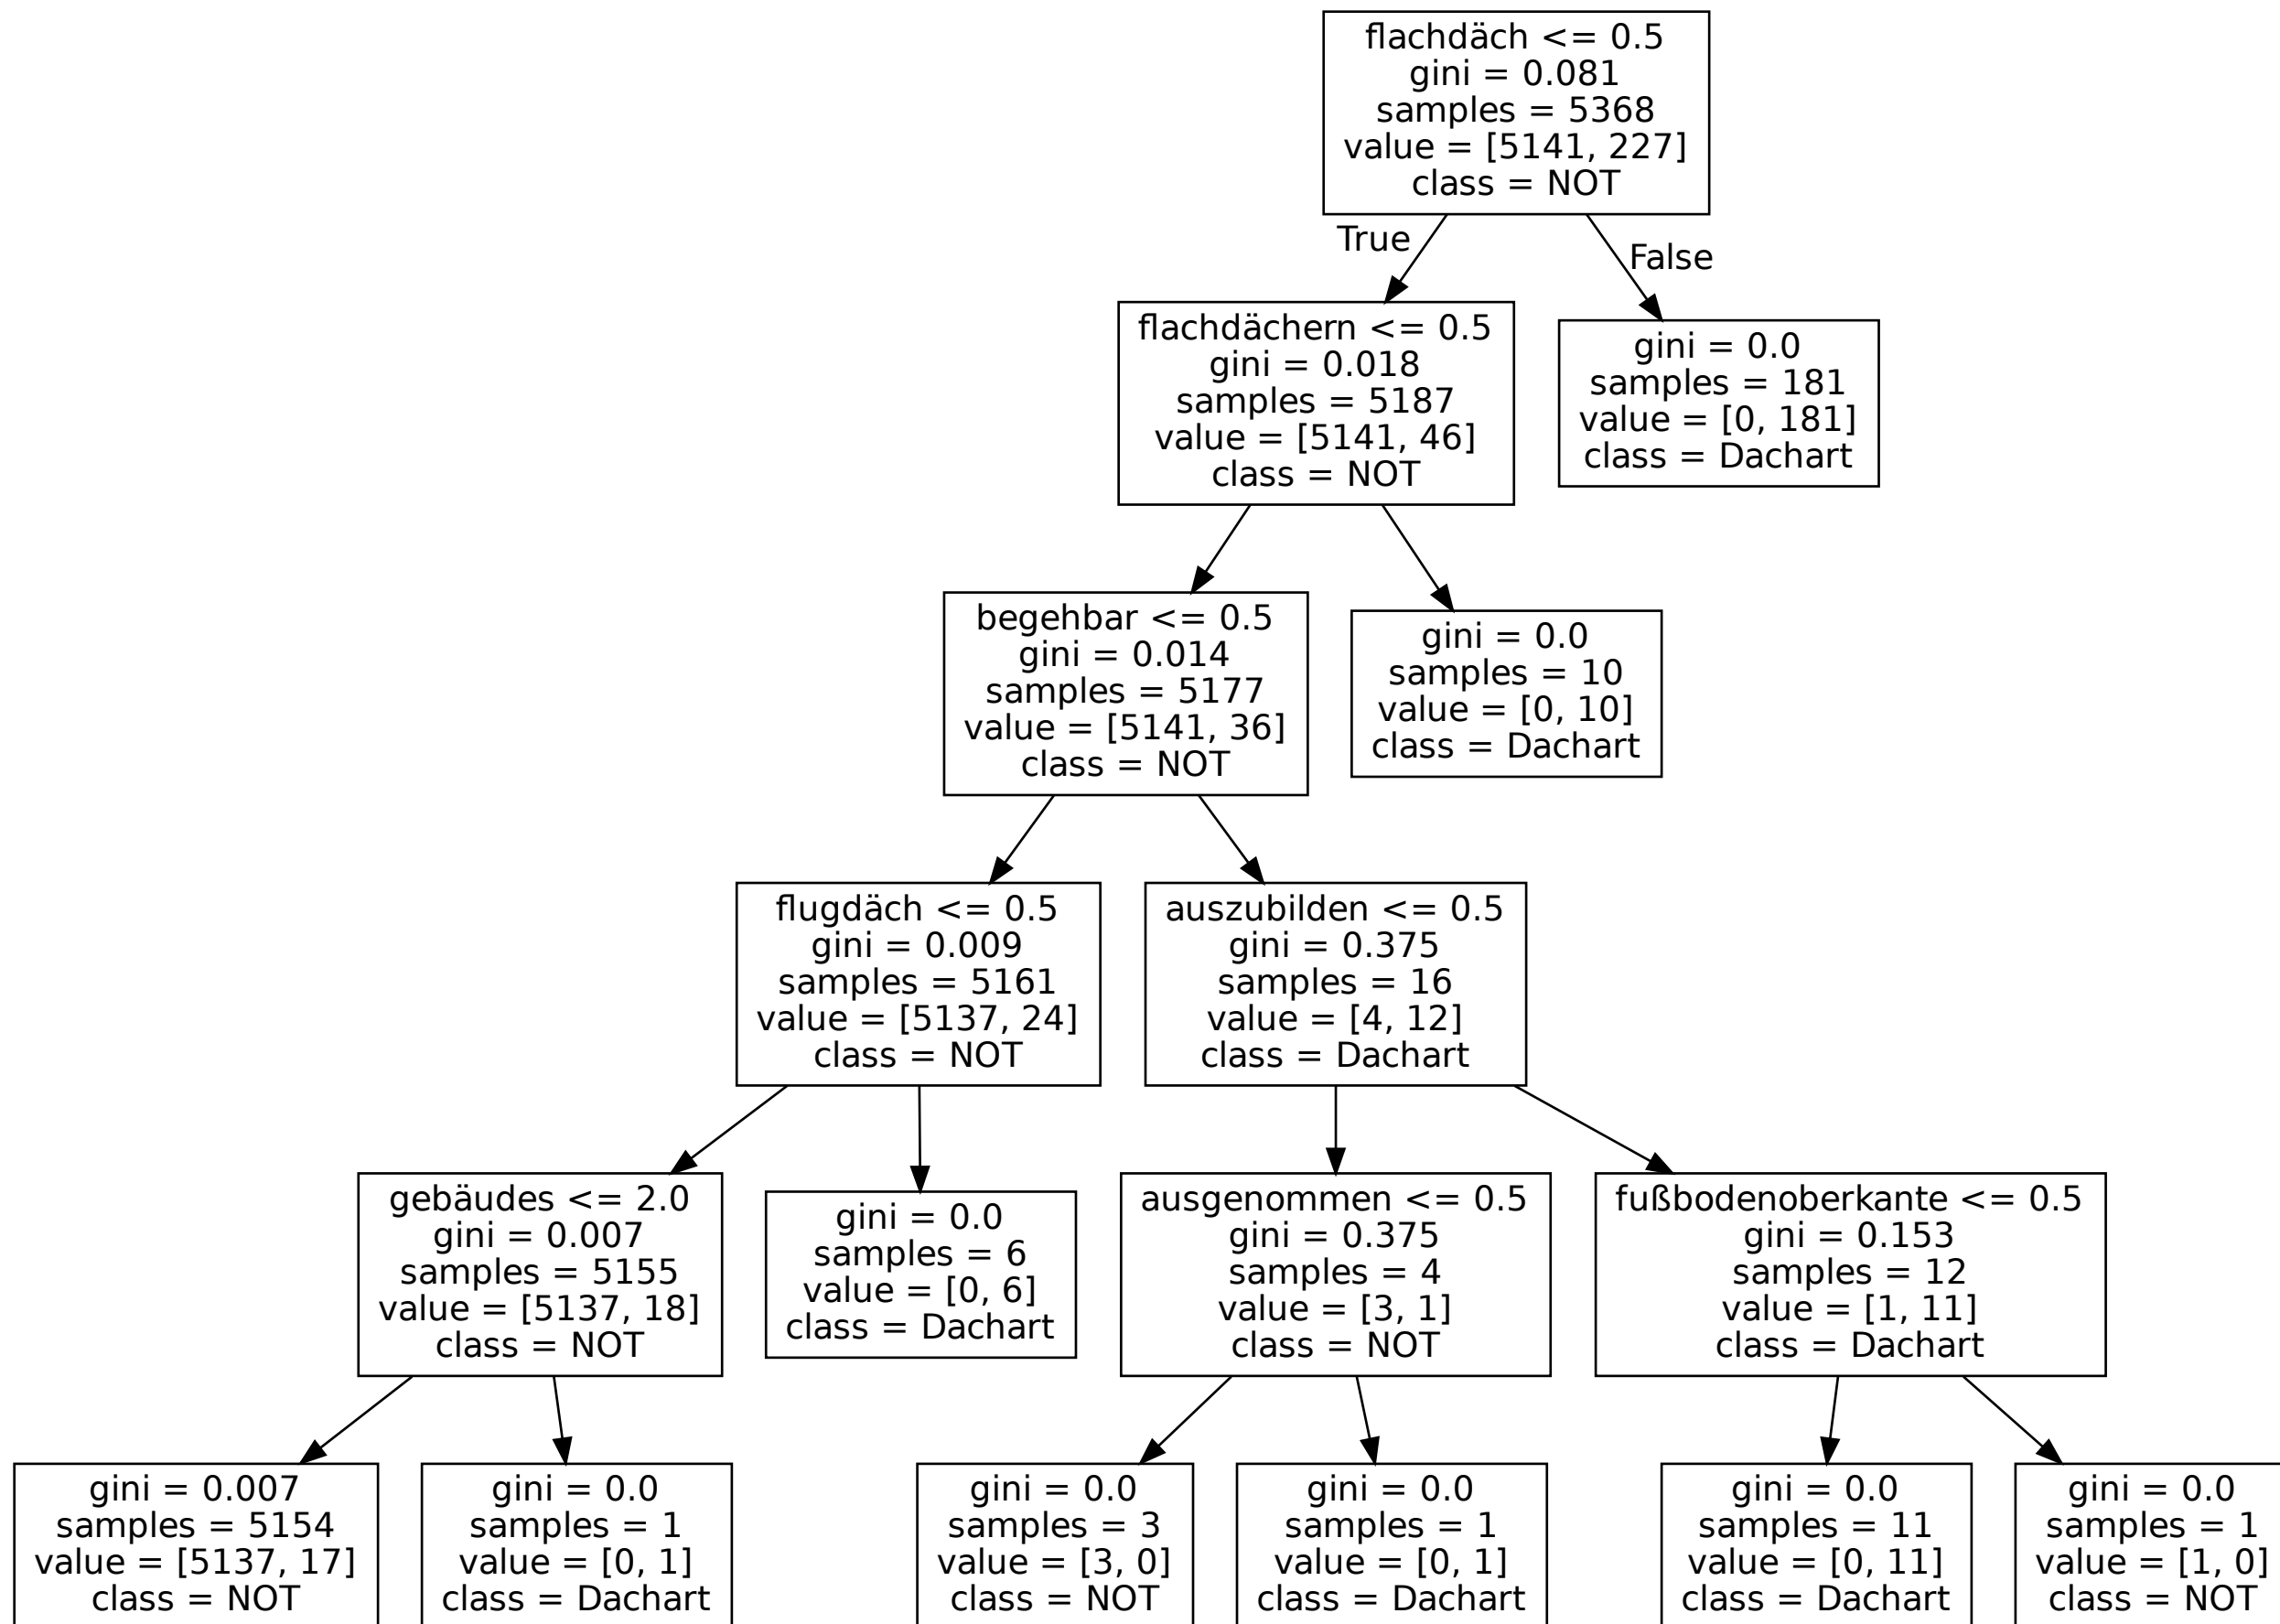 flachdäch <= 0.5
gini = 0.081
samples = 5368
value = [5141, 227]
class = NOT
True
False
flachdächern <= 0.5
gini = 0.018
samples = 5187
value = [5141, 46]
class = NOT
gini = 0.0
samples = 181
value = [0, 181]
class = Dachart
begehbar <= 0.5
gini = 0.014
samples = 5177
value = [5141, 36]
class = NOT
gini = 0.0
samples = 10
value = [0, 10]
class = Dachart
flugdäch <= 0.5
gini = 0.009
samples = 5161
value = [5137, 24]
class = NOT
auszubilden <= 0.5
gini = 0.375
samples = 16
value = [4, 12]
class = Dachart
gebäudes <= 2.0
gini = 0.007
samples = 5155
value = [5137, 18]
class = NOT
gini = 0.0
samples = 6
value = [0, 6]
class = Dachart
ausgenommen <= 0.5
gini = 0.375
samples = 4
value = [3, 1]
class = NOT
fußbodenoberkante <= 0.5
gini = 0.153
samples = 12
value = [1, 11]
class = Dachart
gini = 0.007
samples = 5154
value = [5137, 17]
class = NOT
gini = 0.0
samples = 1
value = [0, 1]
class = Dachart
gini = 0.0
samples = 3
value = [3, 0]
class = NOT
gini = 0.0
samples = 1
value = [0, 1]
class = Dachart
gini = 0.0
samples = 11
value = [0, 11]
class = Dachart
gini = 0.0
samples = 1
value = [1, 0]
class = NOT